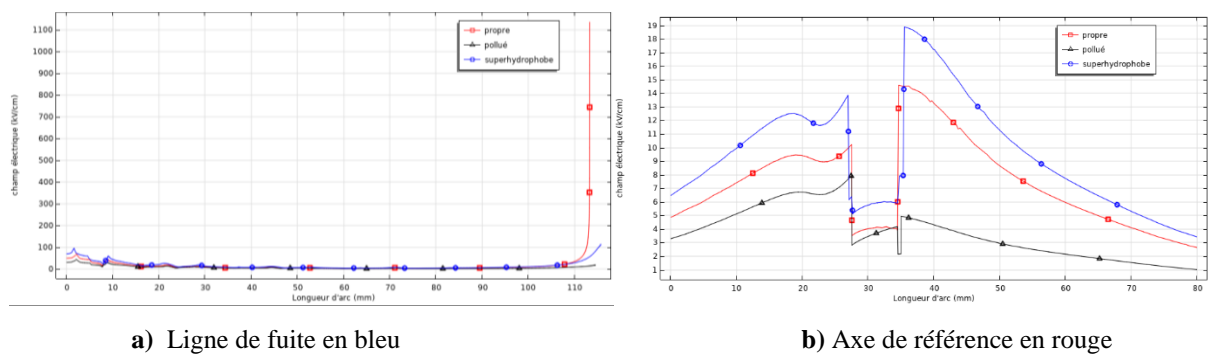 champ électrique (kV/cm)
1100
1000
900
800
700
600
500
400
300
200
100
0
0 10 20 30 40 50 60 70 80 90 100 110
Longueur d'arc (mm)
propre
pollué
superhydrophobe
a) Ligne de fuite en bleu
champ électrique (kV/cm)
19
18
17
16
15
14
13
12
11
10
9
8
7
6
5
4
3
2
1
0 10 20 30 40 50 60 70 80
Longueur d'arc (mm)
propre
pollué
superhydrophobe
b) Axe de référence en rouge